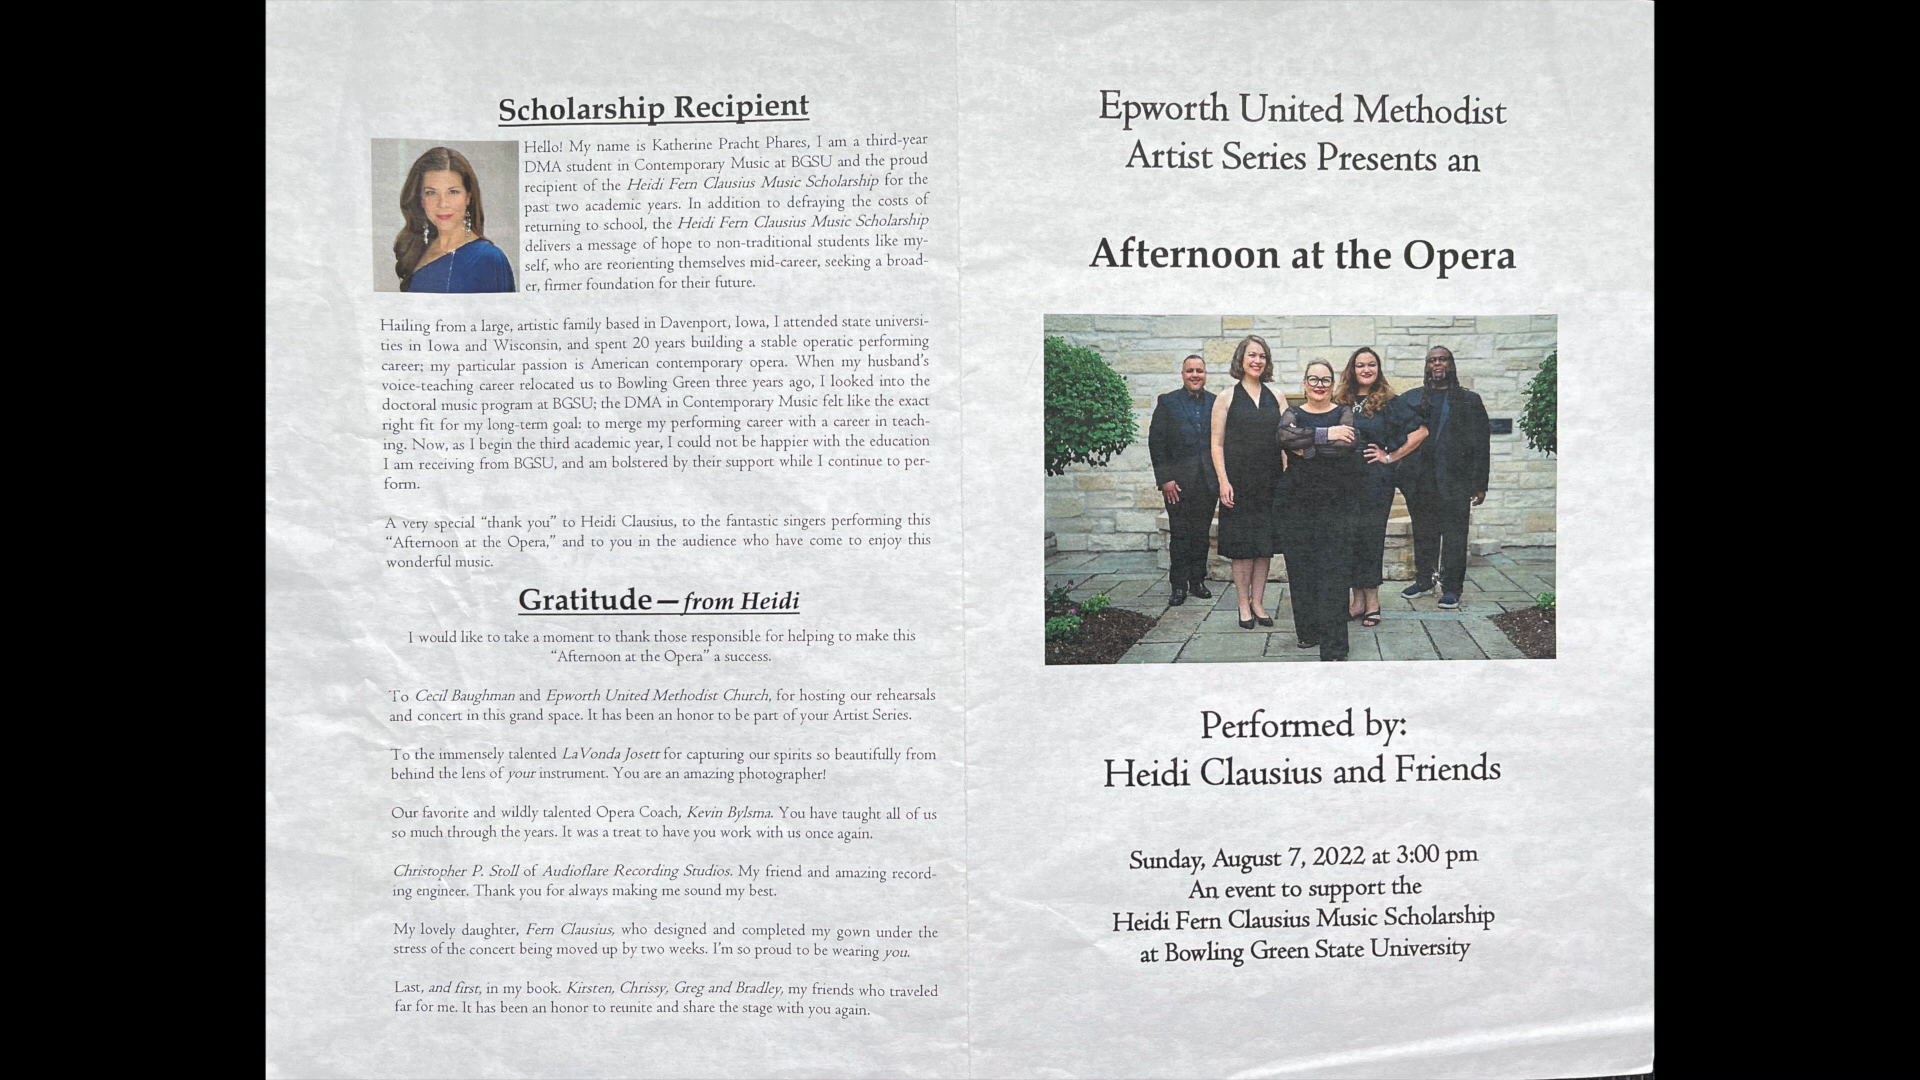 Scholarship Recipient
Hello! My name is Katherine Pracht Phares, I am a third-year
DMA student in Contemporary Music at BGSU and the proud
recipient of the Heidi Fern Clausius Music Scholarship for the
past two academic years. In addition to defraying the costs of
returning to school, the Heidi Fern Clausius Music Scholarship
delivers a message of hope to non-traditional students like my-
self, who are reorienting themselves mid-career, seeking a broad-
er, firmer foundation for their future.
Hailing from a large, artistic family based in Davenport, Iowa, I attended state universi-
ties in Iowa and Wisconsin, and spent 20 years building a stable operatic performing
career; my particular passion is American contemporary opera. When my husband's
voice-teaching career relocated us to Bowling Green three years ago, I looked into the
doctoral music program at BGSU; the DMA in Contemporary Music felt like the exact
right fit for my long-term goal: to merge my performing career with a career in teach-
ing. Now, as I begin the third academic year, I could not be happier with the education
I am receiving from BGSU, and am bolstered by their support while I continue to per-
form.
A very special "thank you" to Heidi Clausius, to the fantastic singers performing this
"Afternoon at the Opera," and to you in the audience who have come to enjoy this
wonderful music.
Gratitude—from Heidi
I would like to take a moment to thank those responsible for helping to make this
"Afternoon at the Opera" a success.
To Cecil Baughman and Epworth United Methodist Church, for hosting our rehearsals
and concert in this grand space. It has been an honor to be part of your Artist Series.
To the immensely talented LaVonda Josett for capturing our spirits so beautifully from
behind the lens of your instrument. You are an amazing photographer!
Our favorite and wildly talented Opera Coach, Kevin Bylsma. You have taught all of us
so much through the years. It was a treat to have you work with us once again.
Christopher P. Stoll of Audioflare Recording Studios. My friend and amazing record-
ing engineer. Thank you for always making me sound my best.
My lovely daughter, Fern Clausius, who designed and completed my gown under the
stress of the concert being moved up by two weeks. I'm so proud to be wearing you.
Last, and first, in my book. Kirsten, Chrissy, Greg and Bradley, my friends who traveled
far for me. It has been an honor to reunite and share the stage with you again.
Epworth United Methodist
Artist Series Presents an
Afternoon at the Opera
Performed by:
Heidi Clausius and Friends
Sunday, August 7, 2022 at 3:00 pm
An event to support the
Heidi Fern Clausius Music Scholarship
at Bowling Green State University